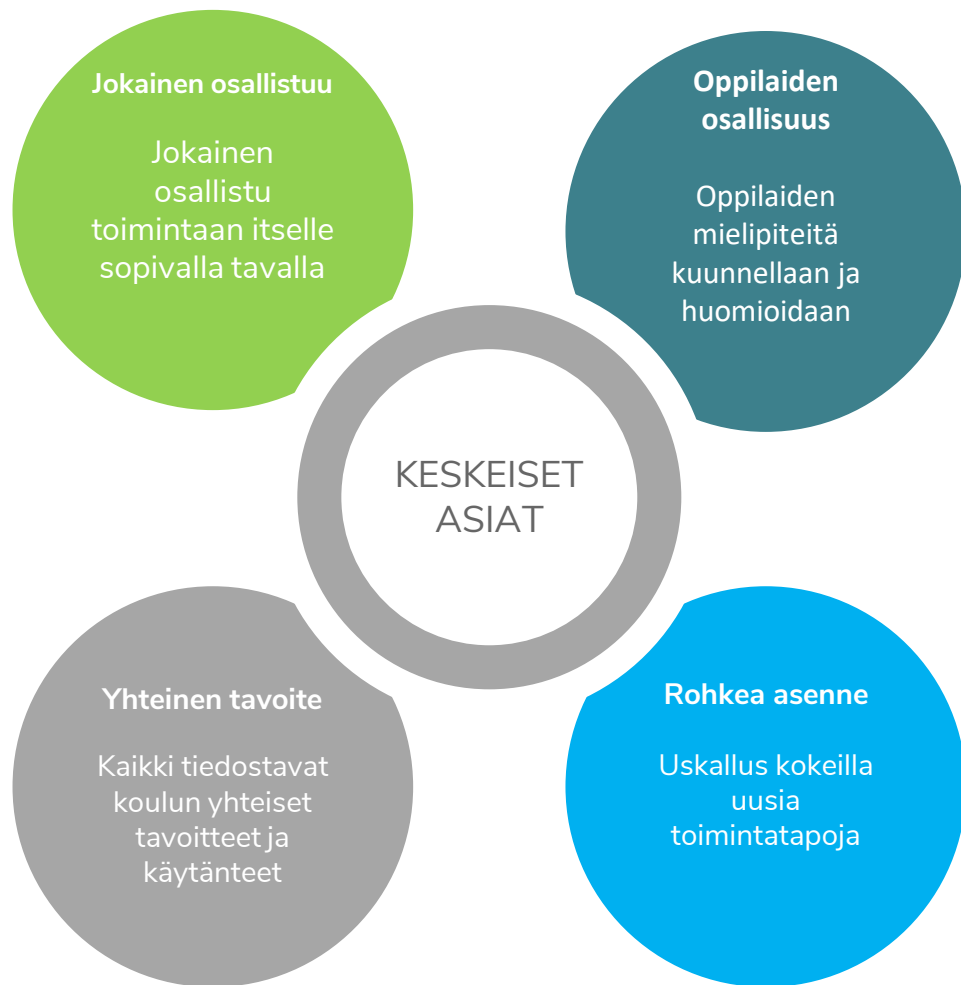 Jokainen osallistuu
Jokainen
osallistu
toimintaan itselle
sopivalla tavalla
Oppilaiden
osallisuus
Oppilaiden
mielipiteitä
kuunnellaan ja
huomioidaan
KESKEISET
ASIAT
Yhteinen tavoite
Kaikki tiedostavat
koulun yhteiset
tavoitteet ja
käytänteet
Rohkea asenne
Uskallus kokeilla
uusia
toimintatapoja